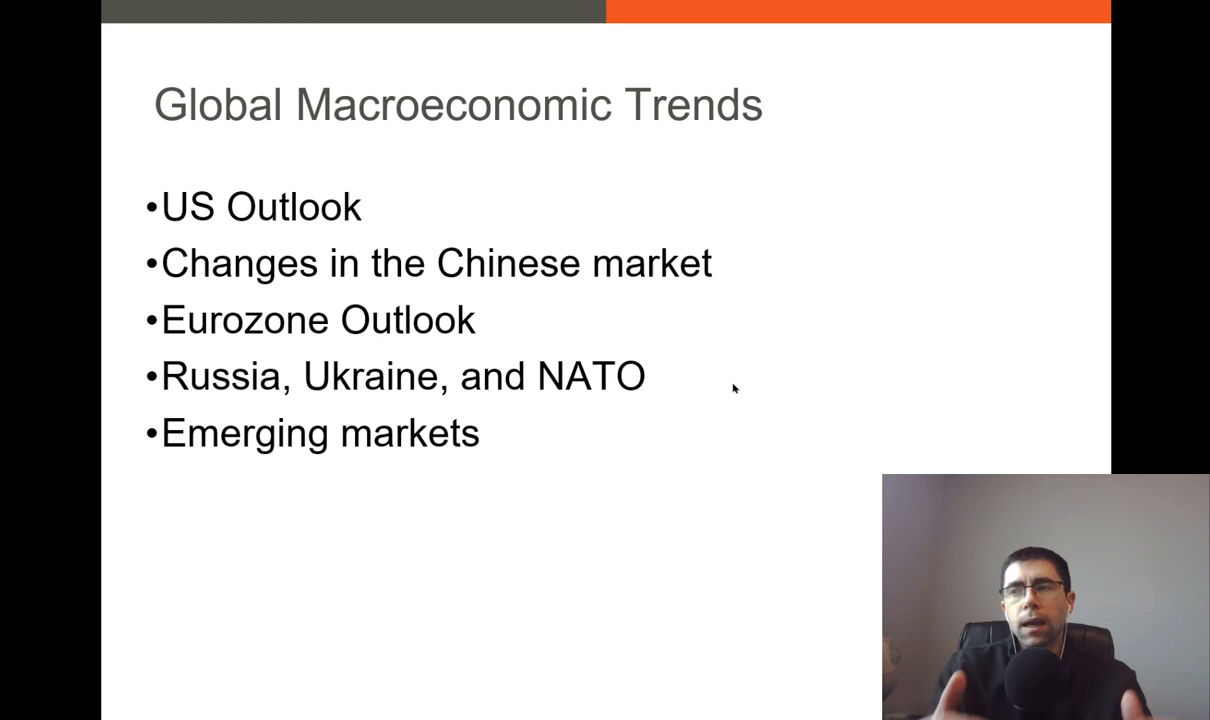 Global Macroeconomic Trends
•US Outlook
•Changes in the Chinese market
•Eurozone Outlook
•Russia, Ukraine, and NATO
•Emerging markets